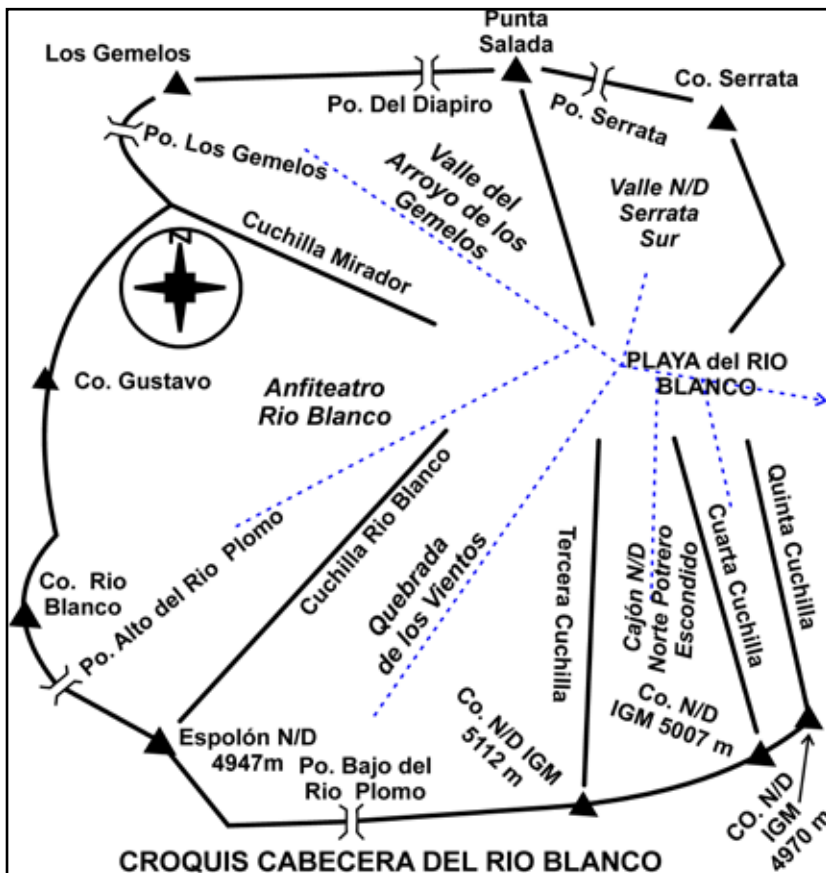 Punta
Salada
Los Gemelos
Co. Serrata
Po. Del Diapiro
Po. Serrata
Po. Los Gemelos
Valle del
Arroyo de los
Gemelos
Valle N/D
Serrata
Sur
Cuchilla Mirador
N
PLAYA del RIO
BLANCO
Co. Gustavo
Anfiteatro
Rio Blanco
Cuchilla Rio Blanco
Quebrada
de los Vientos
Tercera Cuchilla
Cajón N/D
Norte Potrero
Escondido
Cuarta Cuchilla
Quinta Cuchilla
Co. Rio
Blanco
Po. Alto del Rio Plomo
Espolón N/D
4947m
Po. Bajo del
Rio Plomo
Co. N/D IGM
5112 m
Co. N/D
IGM 5007 m
CO. N/D
IGM
4970 m
CROQUIS CABECERA DEL RIO BLANCO